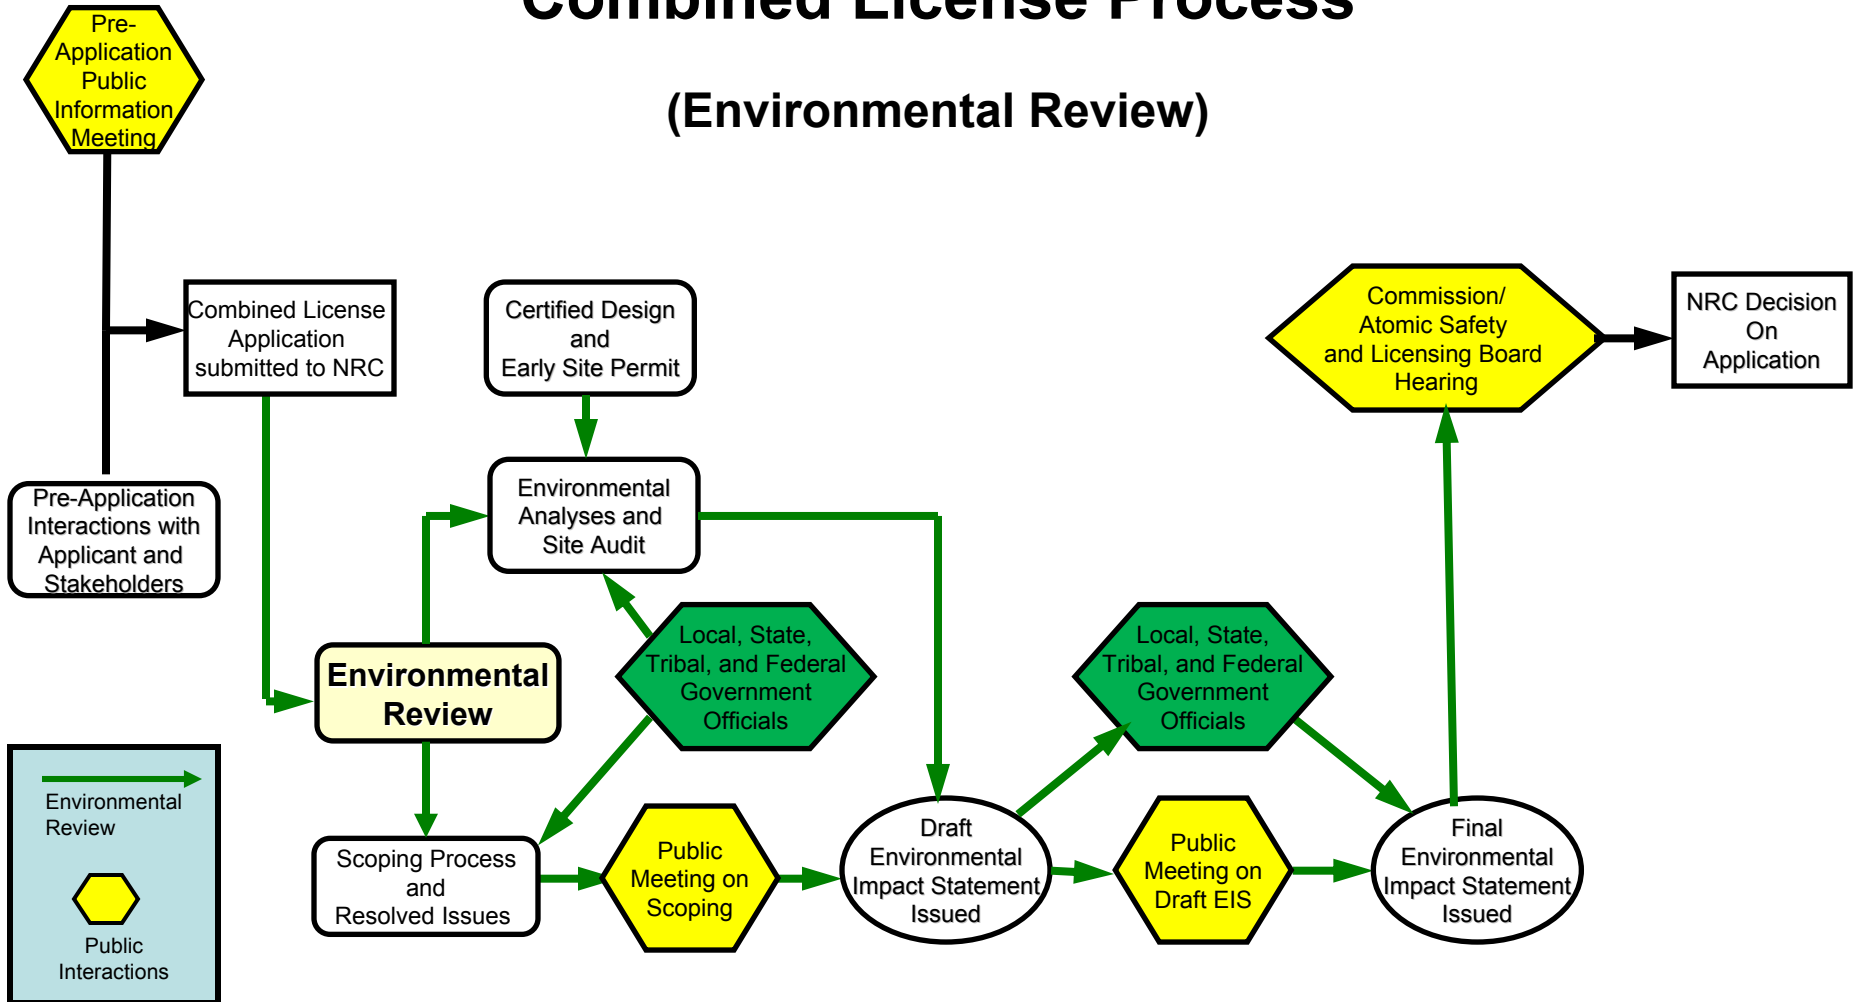 Combined License Process
(Environmental Review)
Pre-
Application
Public
Information
Meeting
Combined License
Application
submitted to NRC
Certified Design
and
Early Site Permit
Commission/
Atomic Safety
and Licensing Board
Hearing
NRC Decision
On
Application
Pre-Application
Interactions with
Applicant and
Stakeholders
Environmental
Analyses and
Site Audit
Environmental
Review
Local, State,
Tribal, and Federal
Government
Officials
Local, State,
Tribal, and Federal
Government
Officials
Scoping Process
and
Resolved Issues
Public
Meeting on
Scoping
Draft
Environmental
Impact Statement
Issued
Public
Meeting on
Draft EIS
Final
Environmental
Impact Statement
Issued
Environmental
Review
Public
Interactions